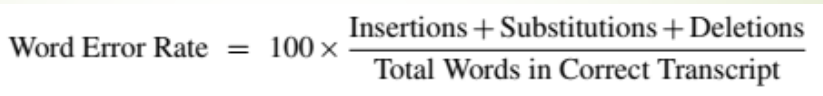 Word Error Rate = 100 × Insertions + Substitutions + Deletions
Total Words in Correct Transcript